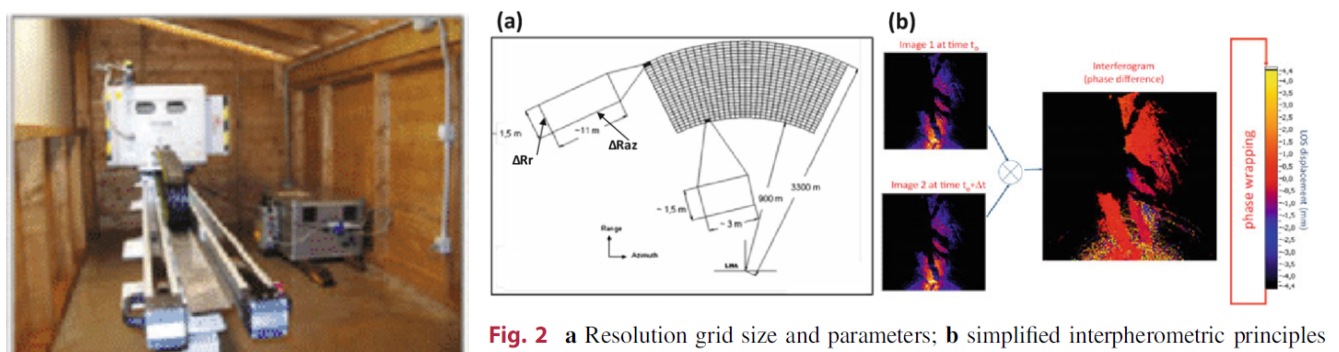 (a)
(b)
Image 1 at time t₀
Interferogram
(phase difference)
~ 1,5 m
~11 m
ΔRr
ΔRaz
3300 m
900 m
~ 1,5 m
~ 3 m
Range
Azimuth
Image 2 at time t₀+Δt
phase wrapping
-4,4
-4,0
-3,5
-3,0
-2,5
-2,0
-1,5
-1,0
-0,5
-0,0
-0,5
-1,0
-1,5
-2,0
-2,5
-3,0
-3,5
-4,0
-4,4
LOS displacement (mm)
Fig. 2 a Resolution grid size and parameters; b simplified interpherometric principles